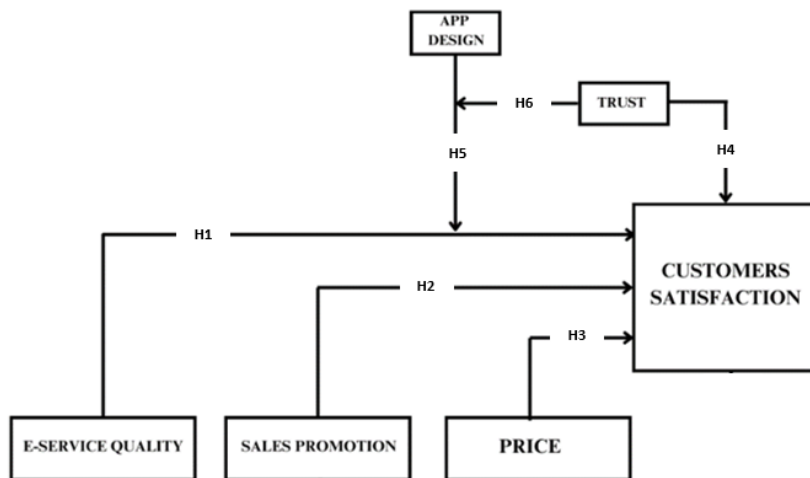 APP
DESIGN
H6
TRUST
H5
H4
H1
CUSTOMERS
SATISFACTION
H2
H3
E-SERVICE QUALITY
SALES PROMOTION
PRICE